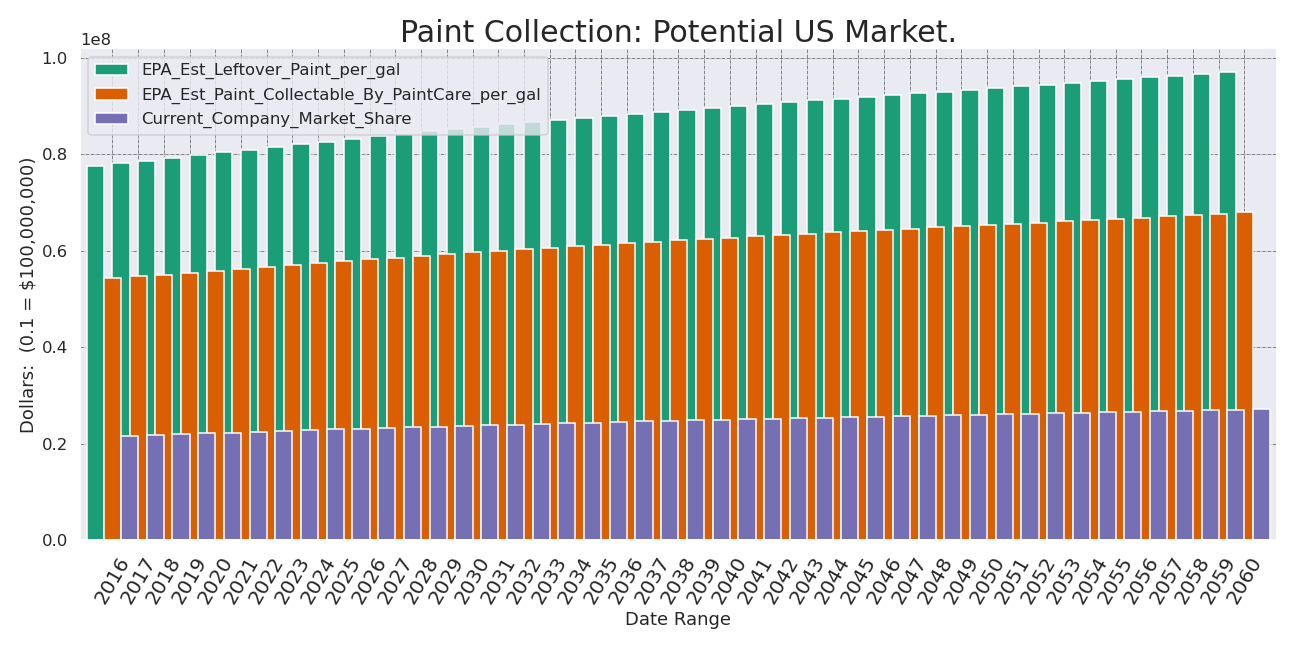 Paint Collection: Potential US Market.
1e8
1.0
0.8
0.6
0.4
0.2
0.0
Dollars:  (0.1 = $100,000,000)
EPA_Est_Leftover_Paint_per_gal
EPA_Est_Paint_Collectable_By_PaintCare_per_gal
Current_Company_Market_Share
2016 2017 2018 2019 2020 2021 2022 2023 2024 2025 2026 2027 2028 2029 2030 2031 2032 2033 2034 2035 2036 2037 2038 2039 2040 2041 2042 2043 2044 2045 2046 2047 2048 2049 2050 2051 2052 2053 2054 2055 2056 2057 2058 2059 2060
Date Range